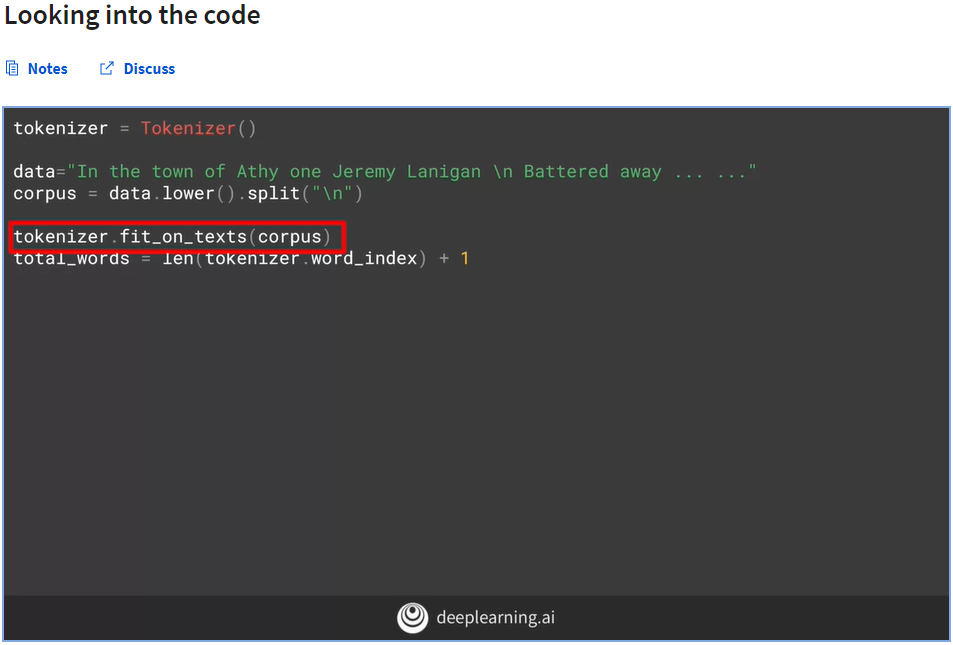 Looking into the code
Notes Discuss
tokenizer = Tokenizer()
data="In the town of Athy one Jeremy Lanigan \n Battered away ... ..."
corpus = data.lower().split("\n")
tokenizer.fit_on_texts(corpus)
total_words = len(tokenizer.word_index) + 1
deeplearning.ai